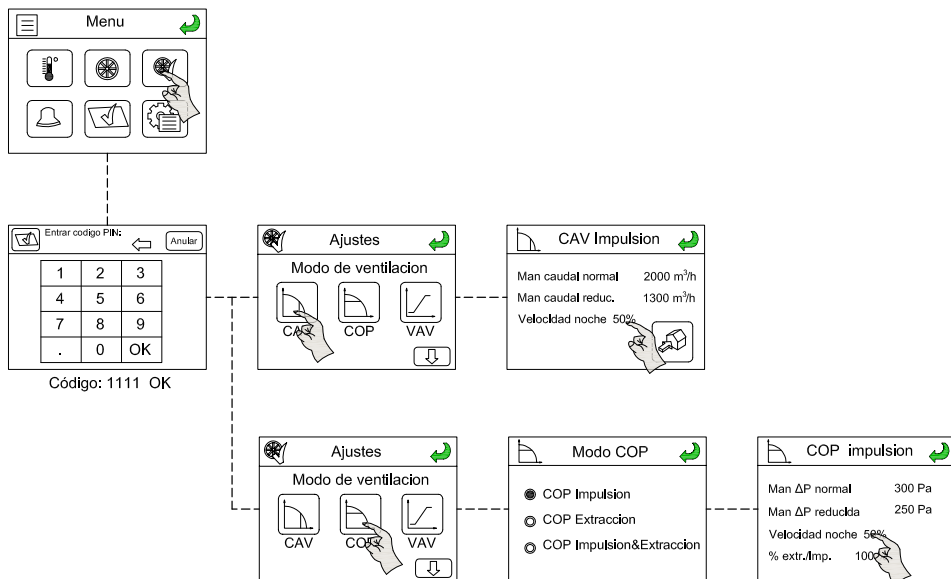 Menu
Entrar codigo PIN:
Anular
1 2 3
4 5 6
7 8 9
. 0 OK
Código: 1111 OK
Ajustes
Modo de ventilacion
CAV COP VAV
CAV Impulsion
Man caudal normal 2000 m³/h
Man caudal reduc. 1300 m³/h
Velocidad noche 50%
Ajustes
Modo de ventilacion
CAV COP VAV
Modo COP
COP Impulsion
COP Extraccion
COP Impulsion&Extraccion
COP impulsion
Man ΔP normal 300 Pa
Man ΔP reducida 250 Pa
Velocidad noche 50%
% extr./Imp. 100